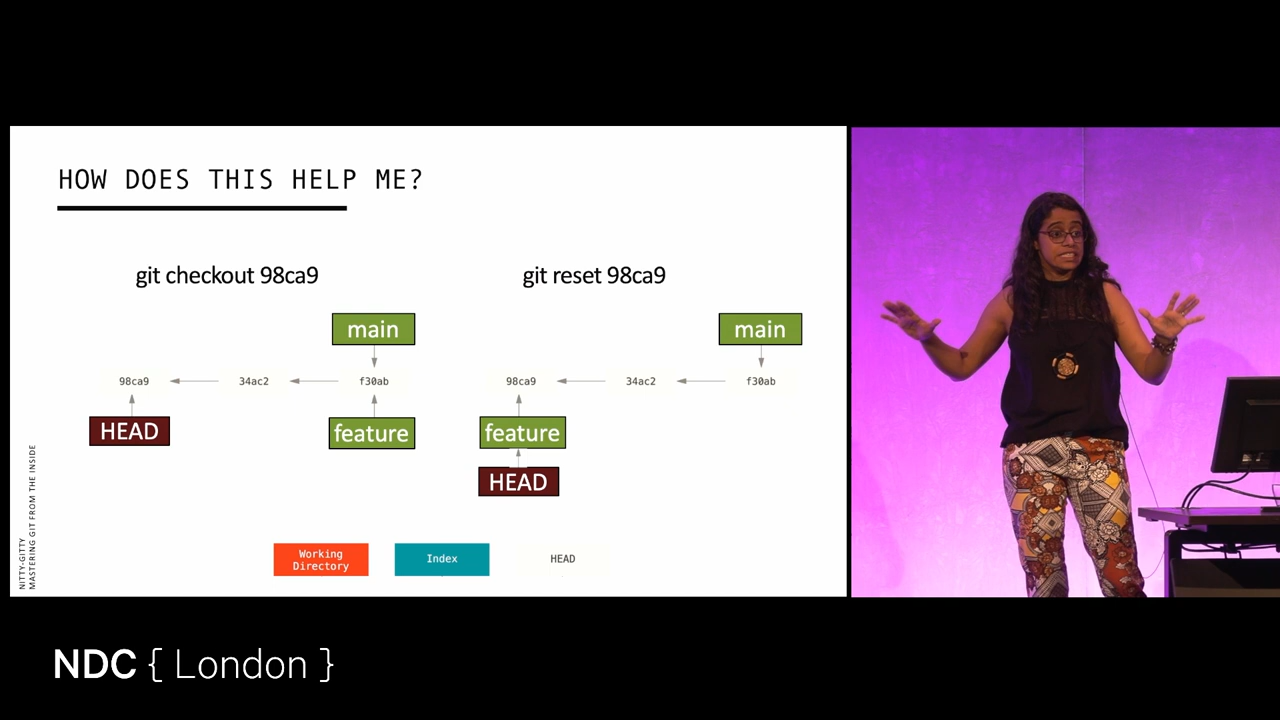 HOW DOES THIS HELP ME?
git checkout 98ca9
git reset 98ca9
main
main
98ca9
34ac2
f30ab
98ca9
34ac2
f30ab
HEAD
feature
feature
HEAD
Working
Directory
Index
HEAD
NITTY-GITTY
MASTERING GIT FROM THE INSIDE
NDC { London }